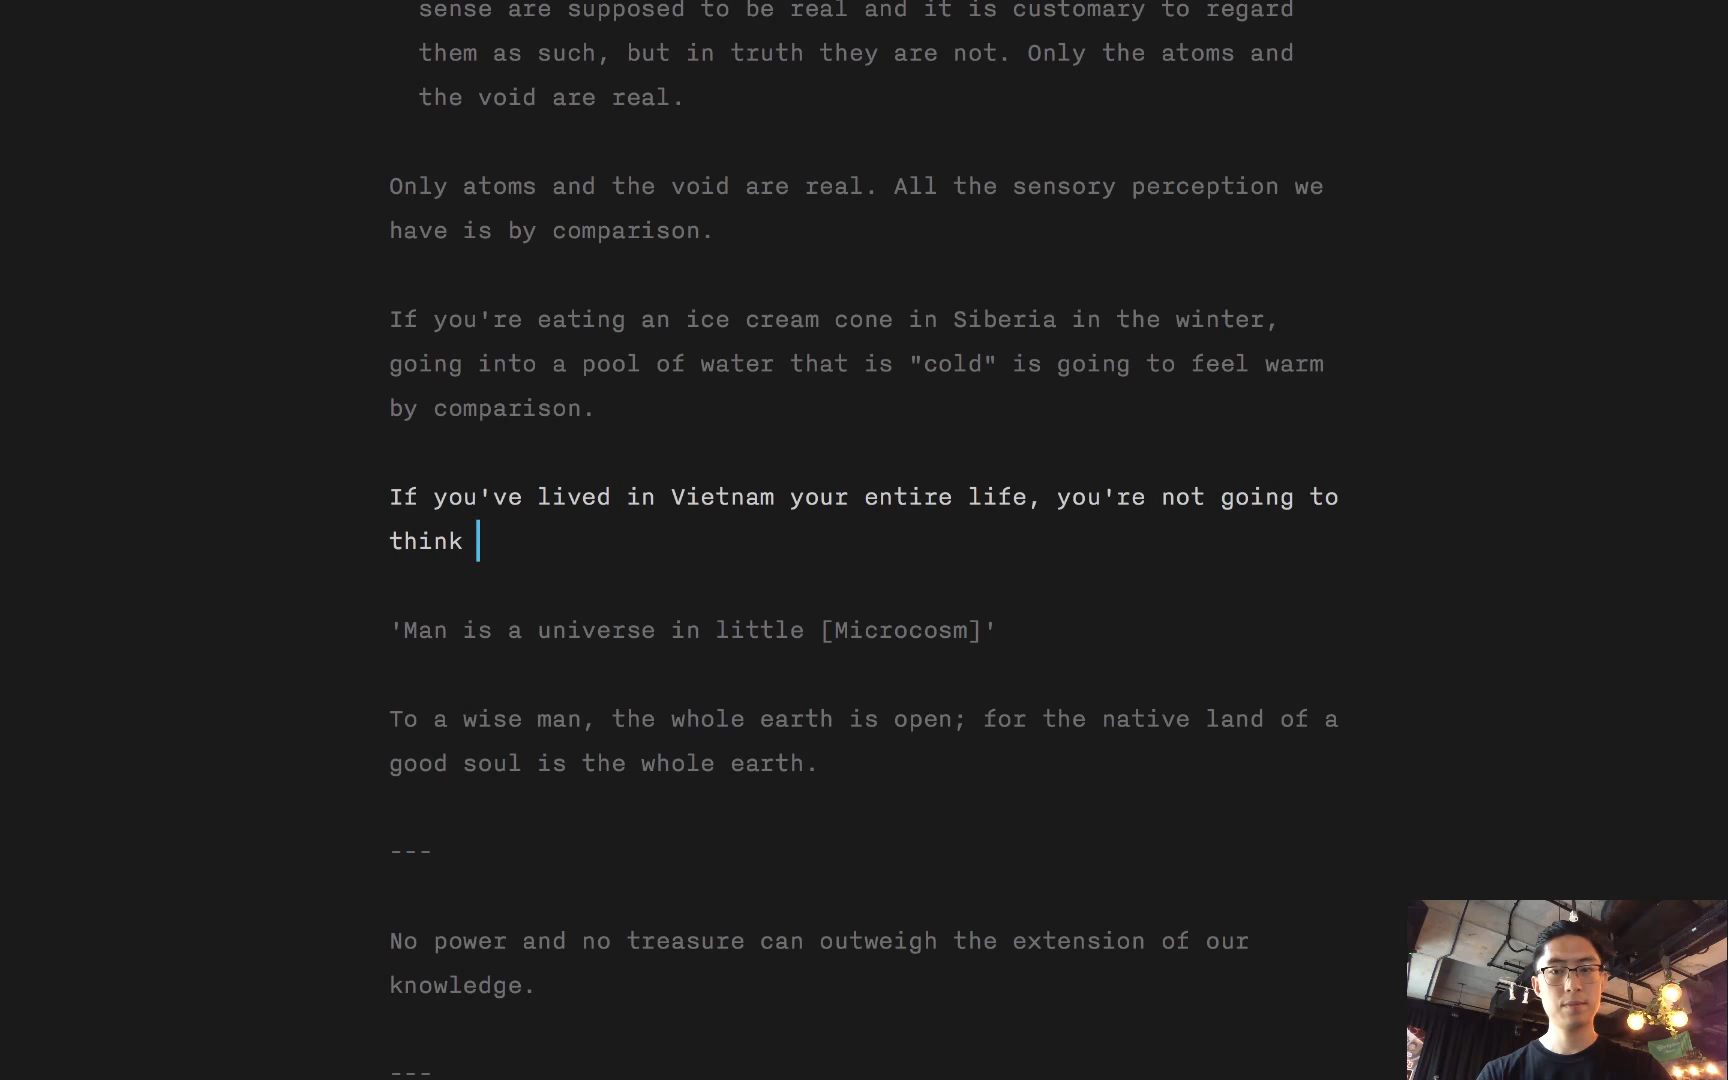 sense are supposed to be real and it is customary to regard
them as such, but in truth they are not. Only the atoms and
the void are real.
Only atoms and the void are real. All the sensory perception we
have is by comparison.
If you're eating an ice cream cone in Siberia in the winter,
going into a pool of water that is "cold" is going to feel warm
by comparison.
If you've lived in Vietnam your entire life, you're not going to
think
'Man is a universe in little [Microcosm]'
To a wise man, the whole earth is open; for the native land of a
good soul is the whole earth.
---
No power and no treasure can outweigh the extension of our
knowledge.
---